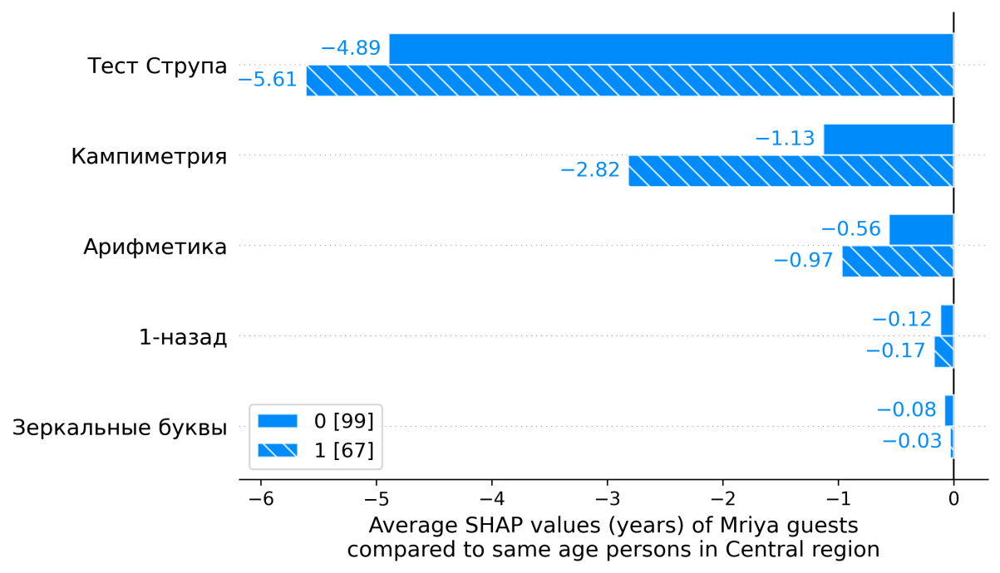 Тест Струпа
−4.89
−5.61
Кампиметрия
−1.13
−2.82
Арифметика
−0.56
−0.97
1-назад
−0.12
−0.17
Зеркальные буквы
−0.08
−0.03
0 [99]
1 [67]
−6 −5 −4 −3 −2 −1 0
Average SHAP values (years) of Mriya guests
compared to same age persons in Central region